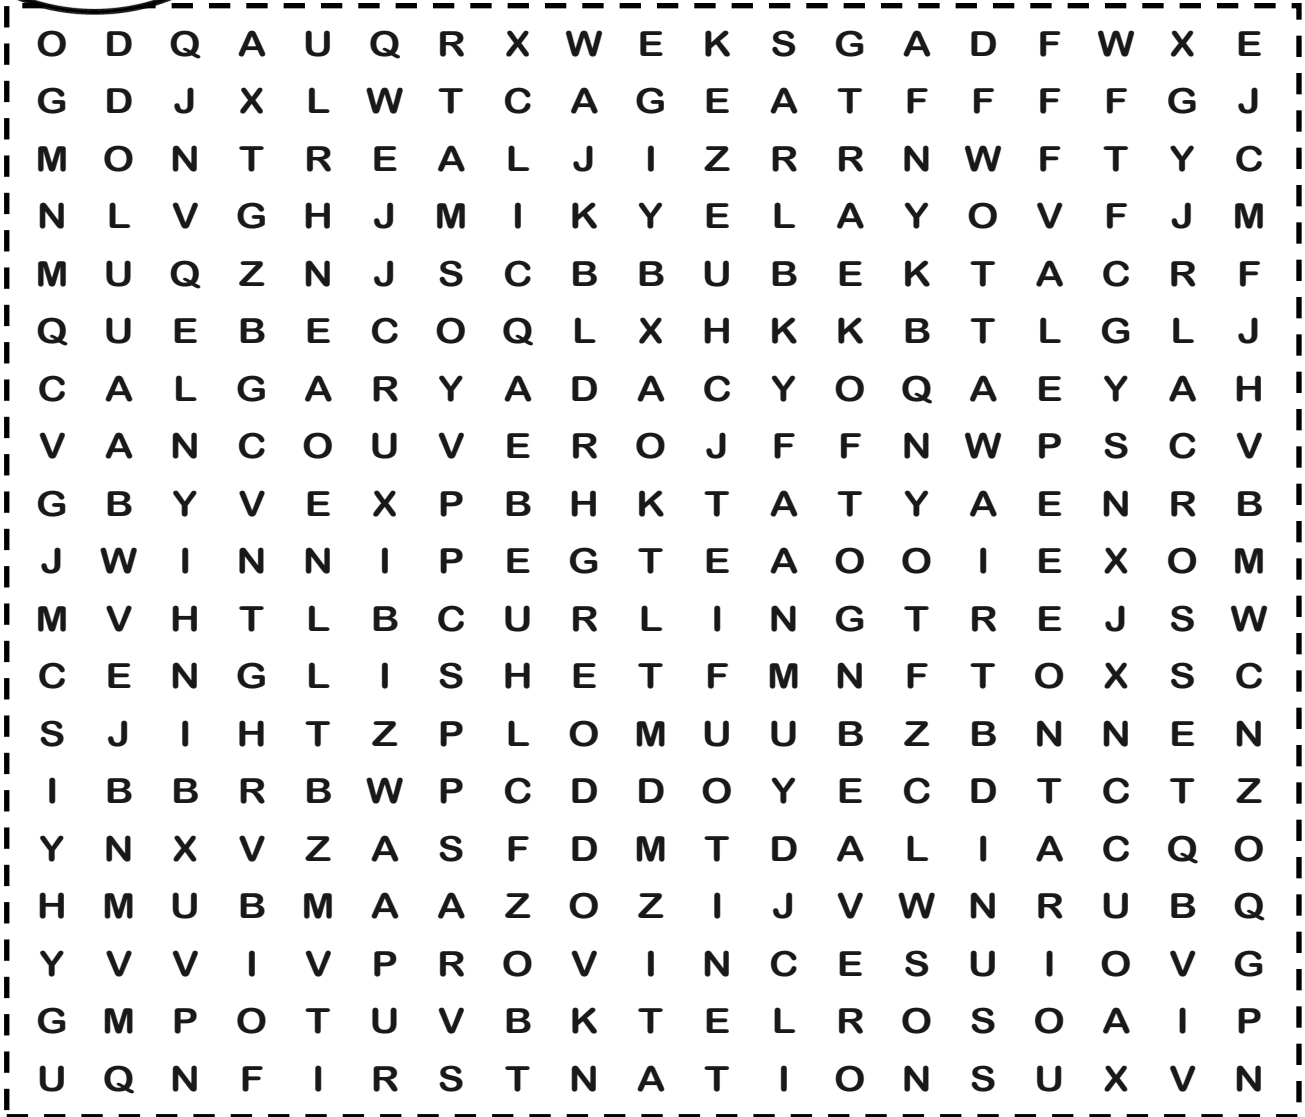 O D Q A U Q R X W E K S G A D F W X E
G D J X L W T C A G E A T F F F F G J
M O N T R E A L J I Z R R N W F T Y C
N L V G H J M I K Y E L A Y O V F J M
M U Q Z N J S C B B U B E K T A C R F
Q U E B E C O Q L X H K K B T L G L J
C A L G A R Y A D A C Y O Q A E Y A H
V A N C O U V E R O J F F N W P S C V
G B Y V E X P B H K T A T Y A E N R B
J W I N N I P E G T E A O O I E X O M
M V H T L B C U R L I N G T R E J S W
C E N G L I S H E T F M N F T O X S C
S J I H T Z P L O M U U B Z B N N E N
I B B R B W P C D D O Y E C D T C T Z
Y N X V Z A S F D M T D A L I A C Q O
H M U B M A A Z O Z I J V W N R U B Q
Y V V I V P R O V I N C E S U I O V G
G M P O T U V B K T E L R O S O A I P
U Q N F I R S T N A T I O N S U X V N